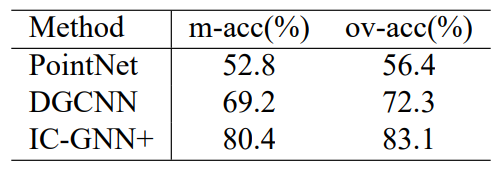 Method m-acc(%) ov-acc(%)
PointNet 52.8 56.4
DGCNN 69.2 72.3
IC-GNN+ 80.4 83.1